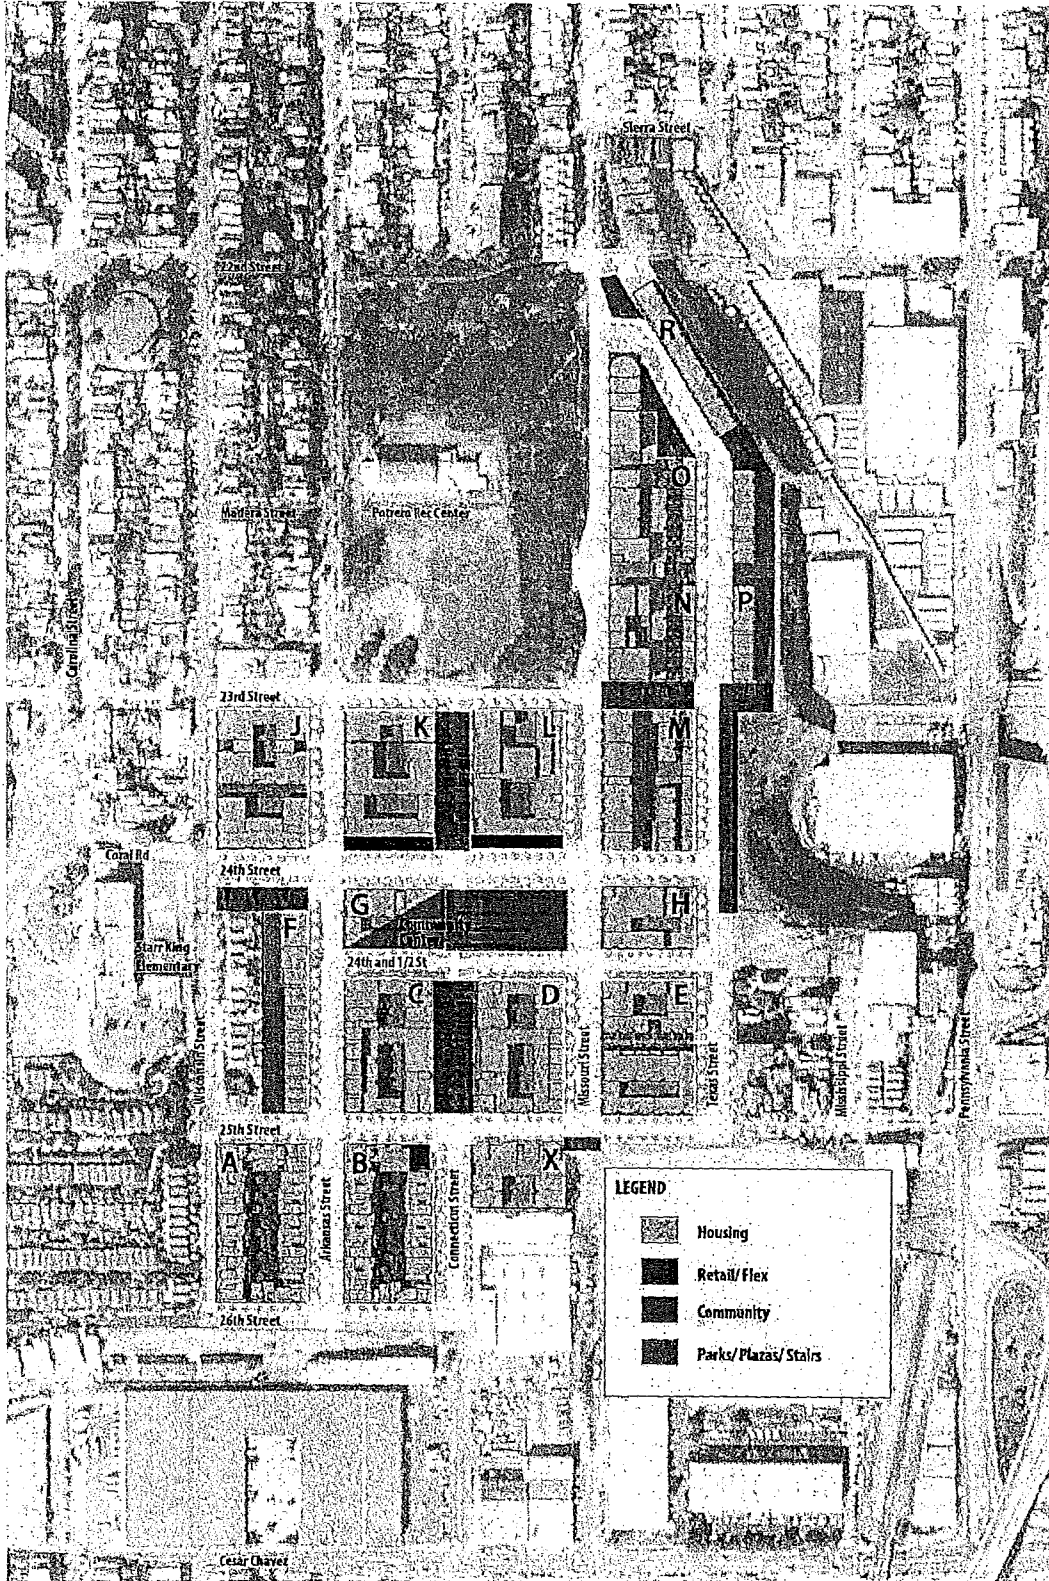 Sierra Street
22nd Street
R
O
Madera Street
Potrero Rec Center
N
P
Carolina Street
23rd Street
J
K
L
M
Coral Rd
24th Street
G
H
F
Community
Center
Starr King
Elementary
24th and 1/2 St
C
D
E
Wisconsin Street
Missouri Street
Texas Street
Mississippi Street
Pennsylvania Street
25th Street
A
B
X
Arkansas Street
Connecticut Street
LEGEND
Housing
Retail/Flex
Community
Parks/Plazas/Stairs
26th Street
Cesar Chavez